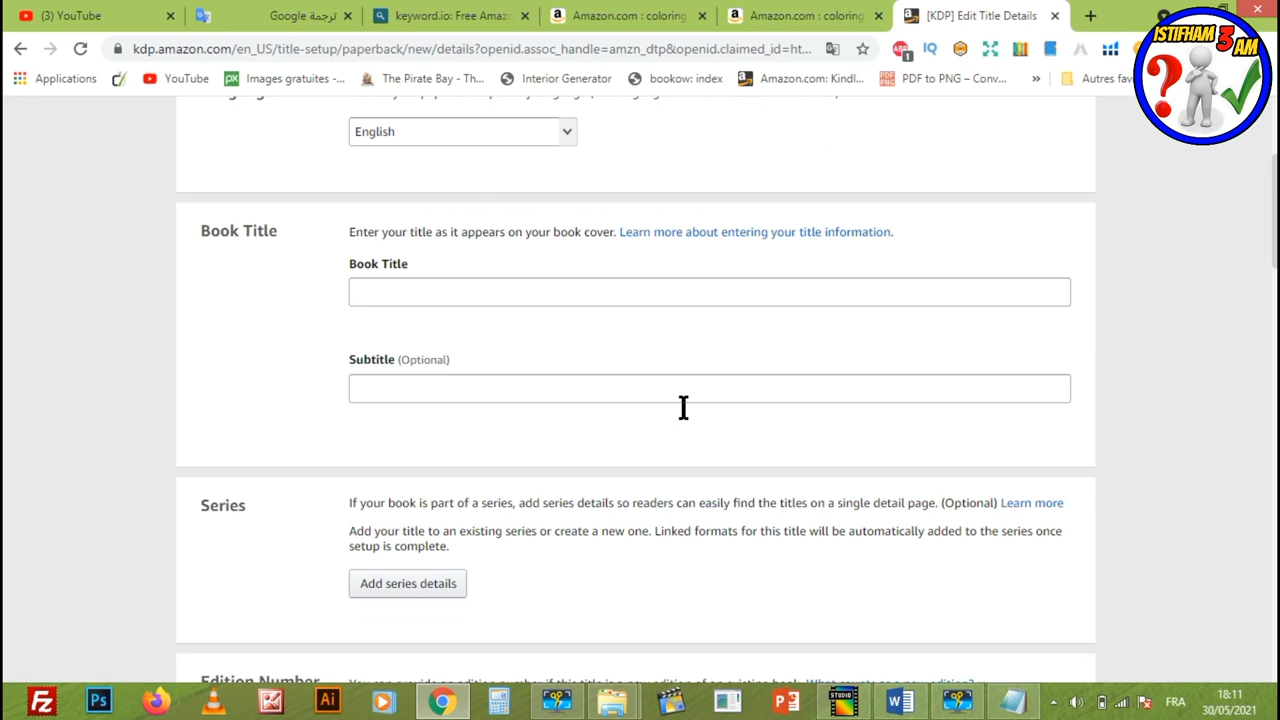 (3) YouTube
ترجمة Google
keyword.io: Free Amaz
Amazon.com : coloring
Amazon.com : coloring
[KDP] Edit Title Details
kdp.amazon.com/en_US/title-setup/paperback/new/details?openid.assoc_handle=amzn_dtp&openid.claimed_id=ht...
Applications
YouTube
Images gratuites -...
The Pirate Bay - Th...
Interior Generator
bookow: index
Amazon.com: Kindl...
PDF to PNG – Conv...
»
Autres fav
ISTIFHAM 3
AM
English
Book Title
Enter your title as it appears on your book cover. Learn more about entering your title information.
Book Title
Subtitle (Optional)
Series
If your book is part of a series, add series details so readers can easily find the titles on a single detail page. (Optional) Learn more
Add your title to an existing series or create a new one. Linked formats for this title will be automatically added to the series once
setup is complete.
Add series details
Edition Number
FRA
18:11
30/05/2021